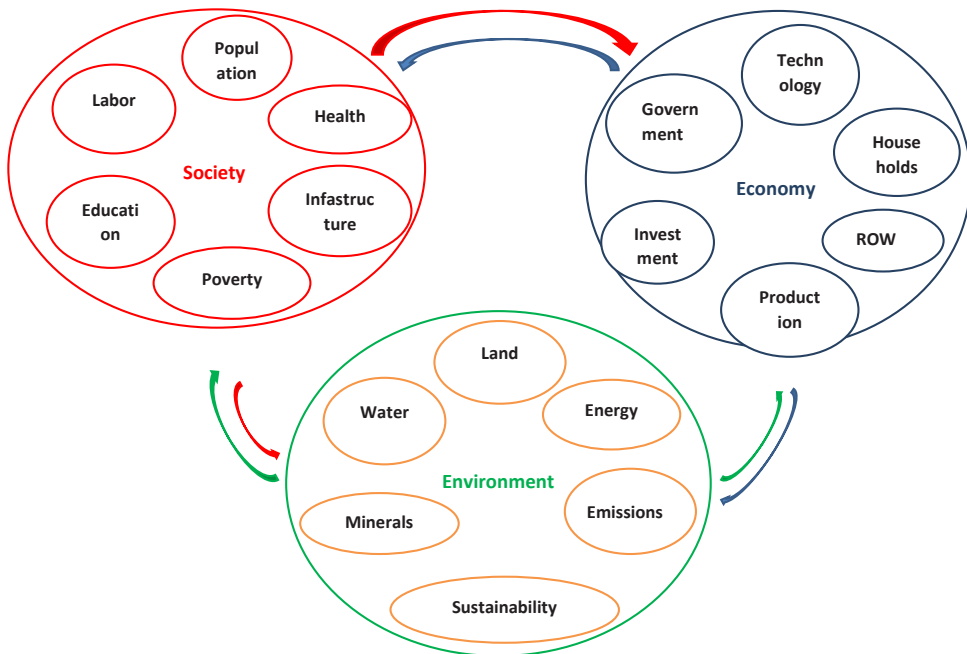 Popul
ation
Labor
Health
Society
Educati
on
Infastruc
ture
Poverty
Techn
ology
Govern
ment
House
holds
Economy
Invest
ment
ROW
Product
ion
Land
Water
Energy
Environment
Minerals
Emissions
Sustainability